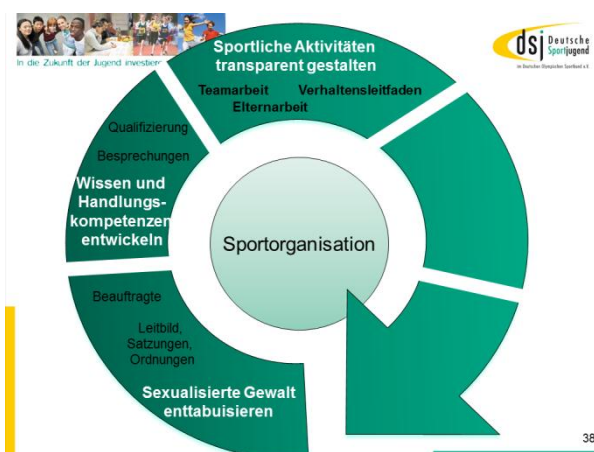 In die Zukunft der Jugend investieren
dsj Deutsche
Sportjugend
im Deutschen Olympischen Sportbund e.V.
Sportliche Aktivitäten
transparent gestalten
Teamarbeit Verhaltensleitfaden
Elternarbeit
Qualifizierung
Besprechungen
Wissen und
Handlungs-
kompetenzen
entwickeln
Sportorganisation
Beauftragte
Leitbild,
Satzungen,
Ordnungen
Sexualisierte Gewalt
enttabuisieren
38